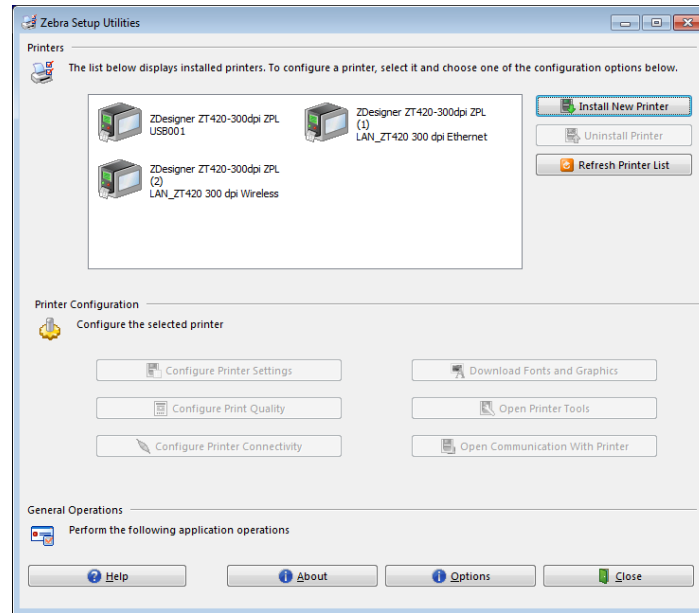 Zebra Setup Utilities
Printers
The list below displays installed printers. To configure a printer, select it and choose one of the configuration options below.
ZDesigner ZT420-300dpi ZPL
USB001
ZDesigner ZT420-300dpi ZPL
(1)
LAN_ZT420 300 dpi Ethernet
ZDesigner ZT420-300dpi ZPL
(2)
LAN_ZT420 300 dpi Wireless
Install New Printer
Uninstall Printer
Refresh Printer List
Printer Configuration
Configure the selected printer
Configure Printer Settings
Download Fonts and Graphics
Configure Print Quality
Open Printer Tools
Configure Printer Connectivity
Open Communication With Printer
General Operations
Perform the following application operations
Help
About
Options
Close